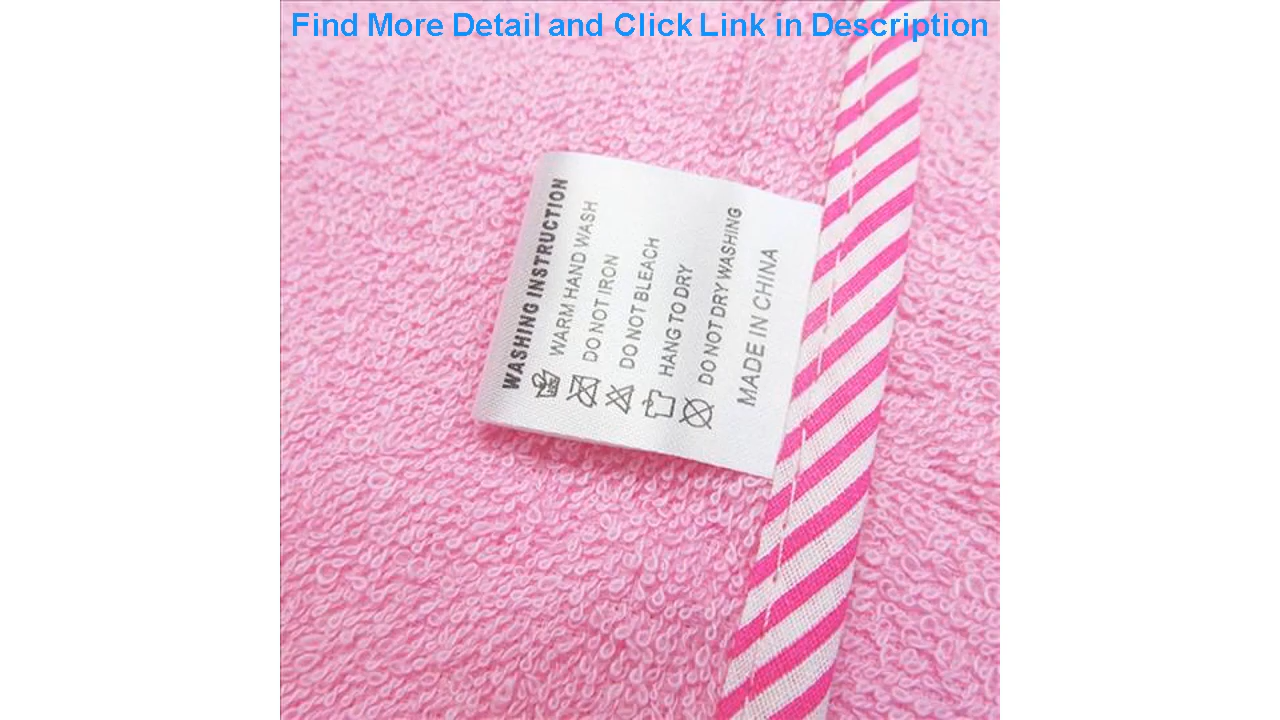 Find More Detail and Click Link in Description
WASHING INSTRUCTION
WARM HAND WASH
DO NOT IRON
DO NOT BLEACH
HANG TO DRY
DO NOT DRY WASHING
MADE IN CHINA